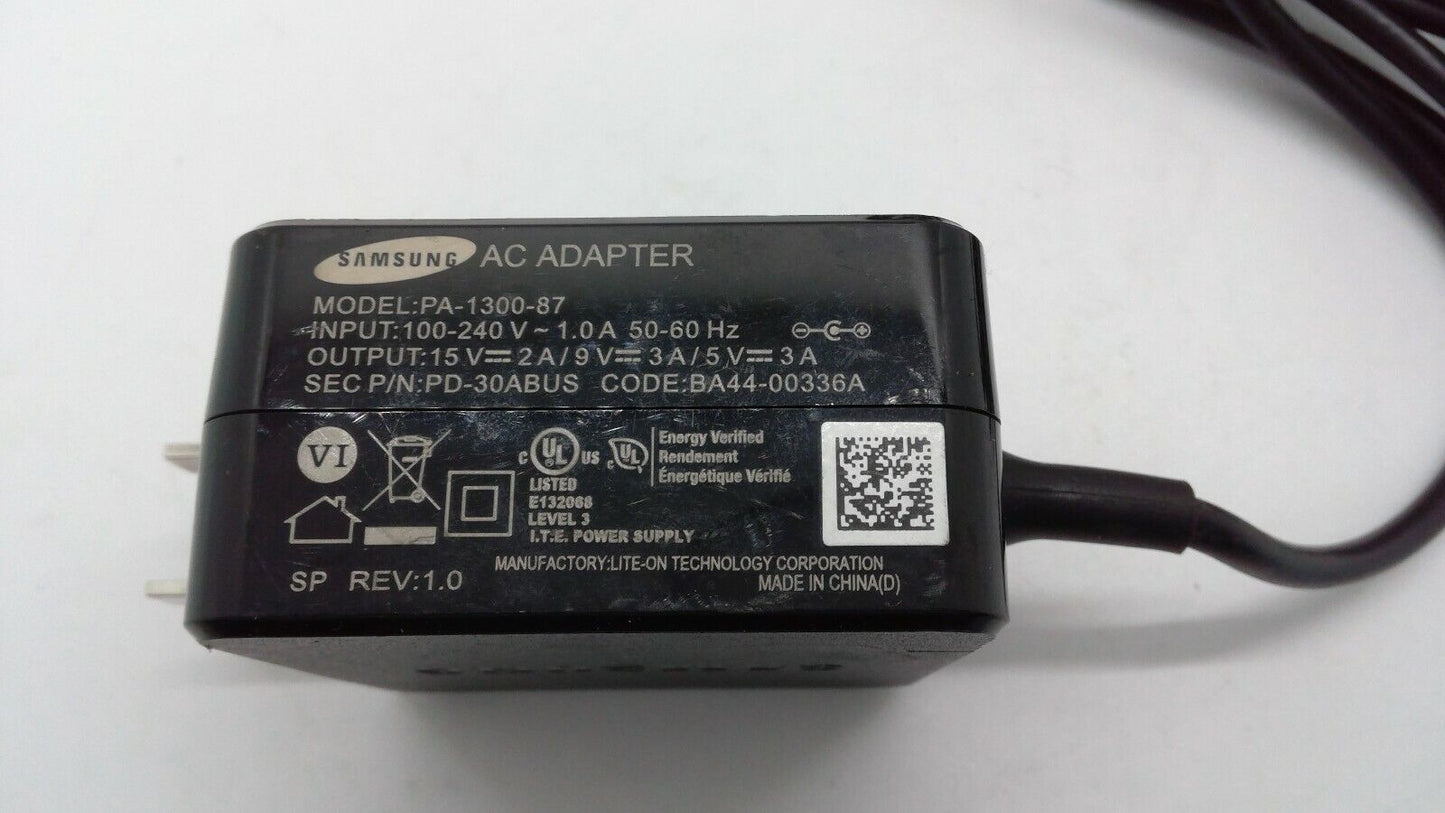 SAMSUNG AC ADAPTER
MODEL:PA-1300-87
INPUT:100-240 V ~ 1.0 A 50-60 Hz
OUTPUT:15 V⎓ 2 A / 9 V⎓ 3 A / 5 V⎓ 3 A
SEC P/N:PD-30ABUS CODE:BA44-00336A
VI
c UL US
LISTED
E132068
LEVEL 3
I.T.E. POWER SUPPLY
c UL
Energy Verified
Rendement
Énergétique Vérifié
MANUFACTORY:LITE-ON TECHNOLOGY CORPORATION
SP REV:1.0
MADE IN CHINA(D)